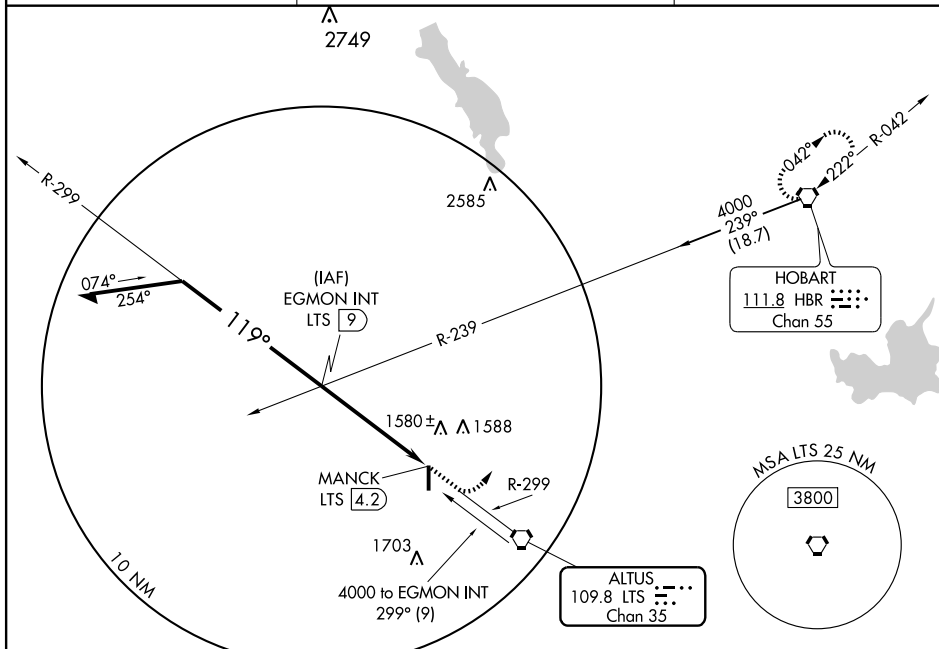 2749
R-042
042°
222°
R-299
2585
4000
239°
(18.7)
HOBART
111.8 HBR
Chan 55
074°
254°
(IAF)
EGMON INT
LTS 9
119°
R-239
1580 ±
1588
MANCK
LTS 4.2
R-299
MSA LTS 25 NM
3800
1703
10 NM
4000 to EGMON INT
299° (9)
ALTUS
109.8 LTS
Chan 35